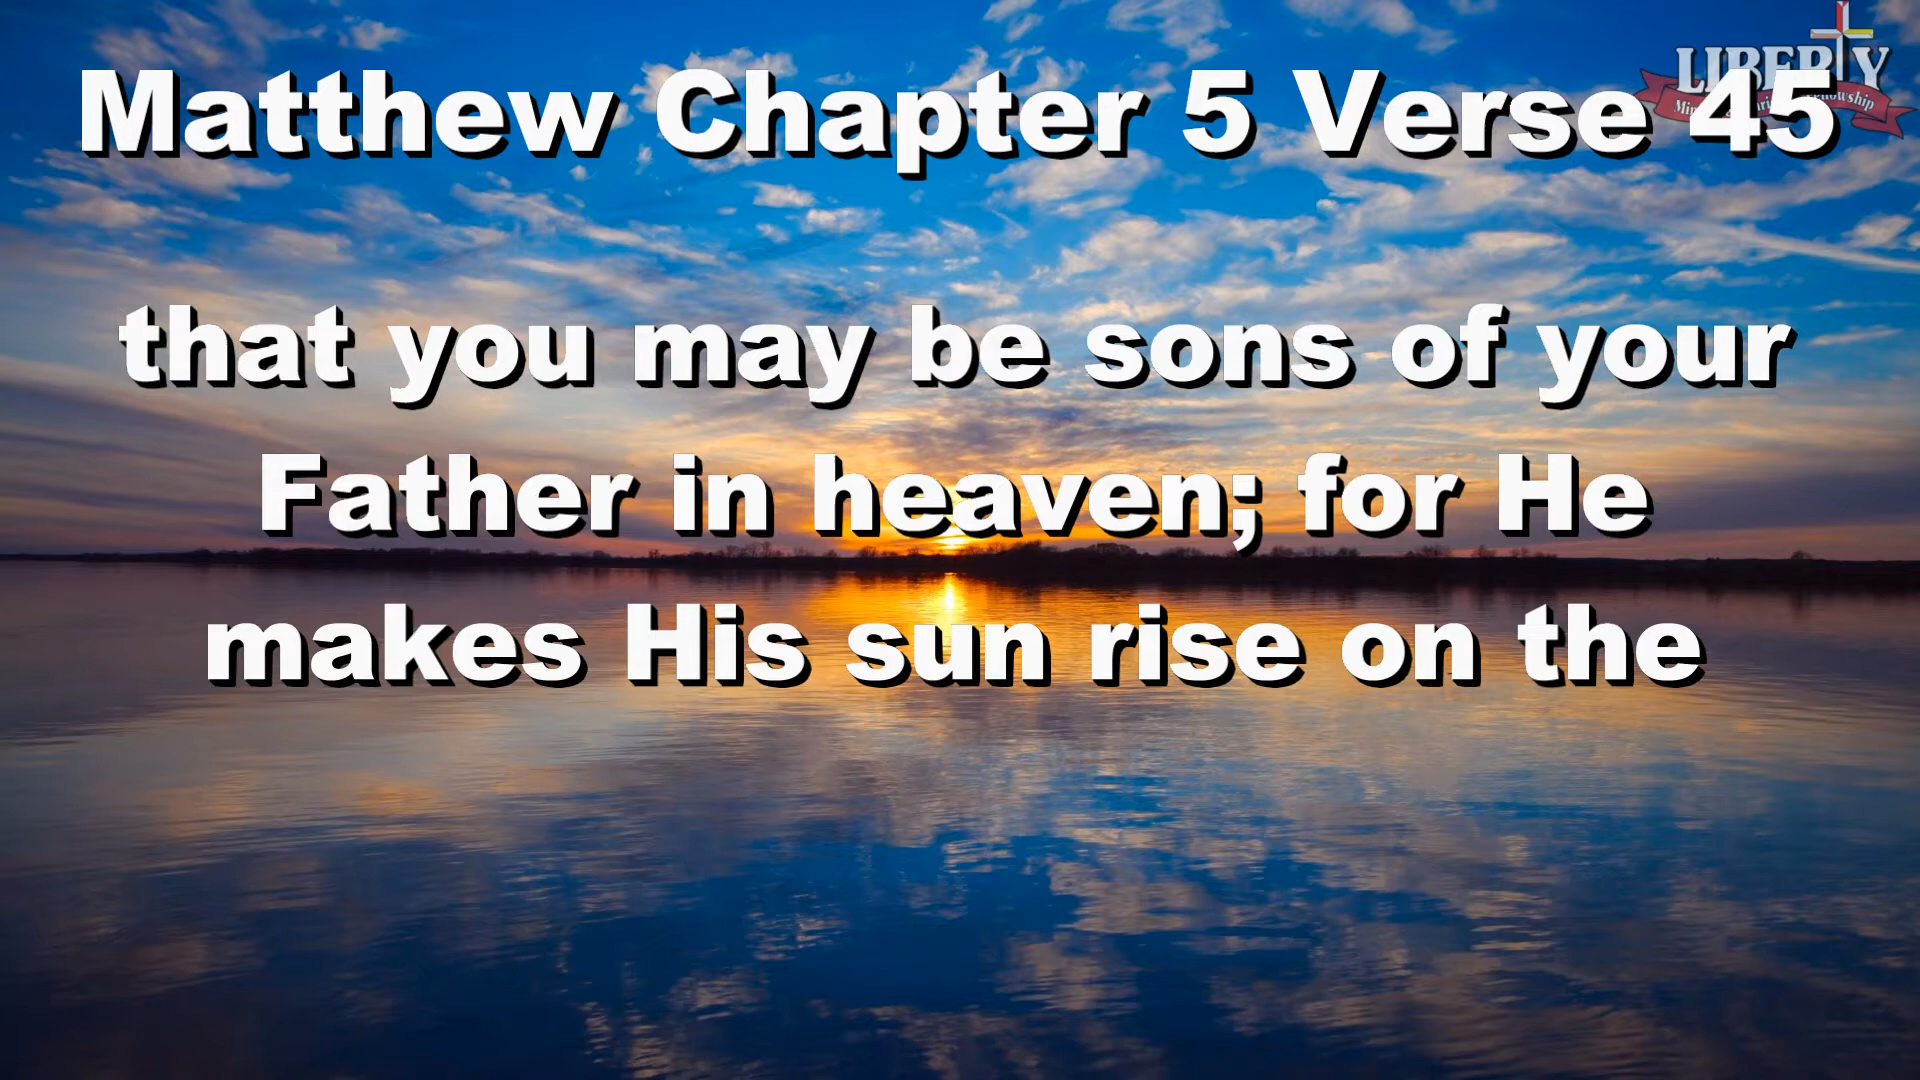 Matthew Chapter 5 Verse 45
LIBERTY
that you may be sons of your
Father in heaven; for He
makes His sun rise on the